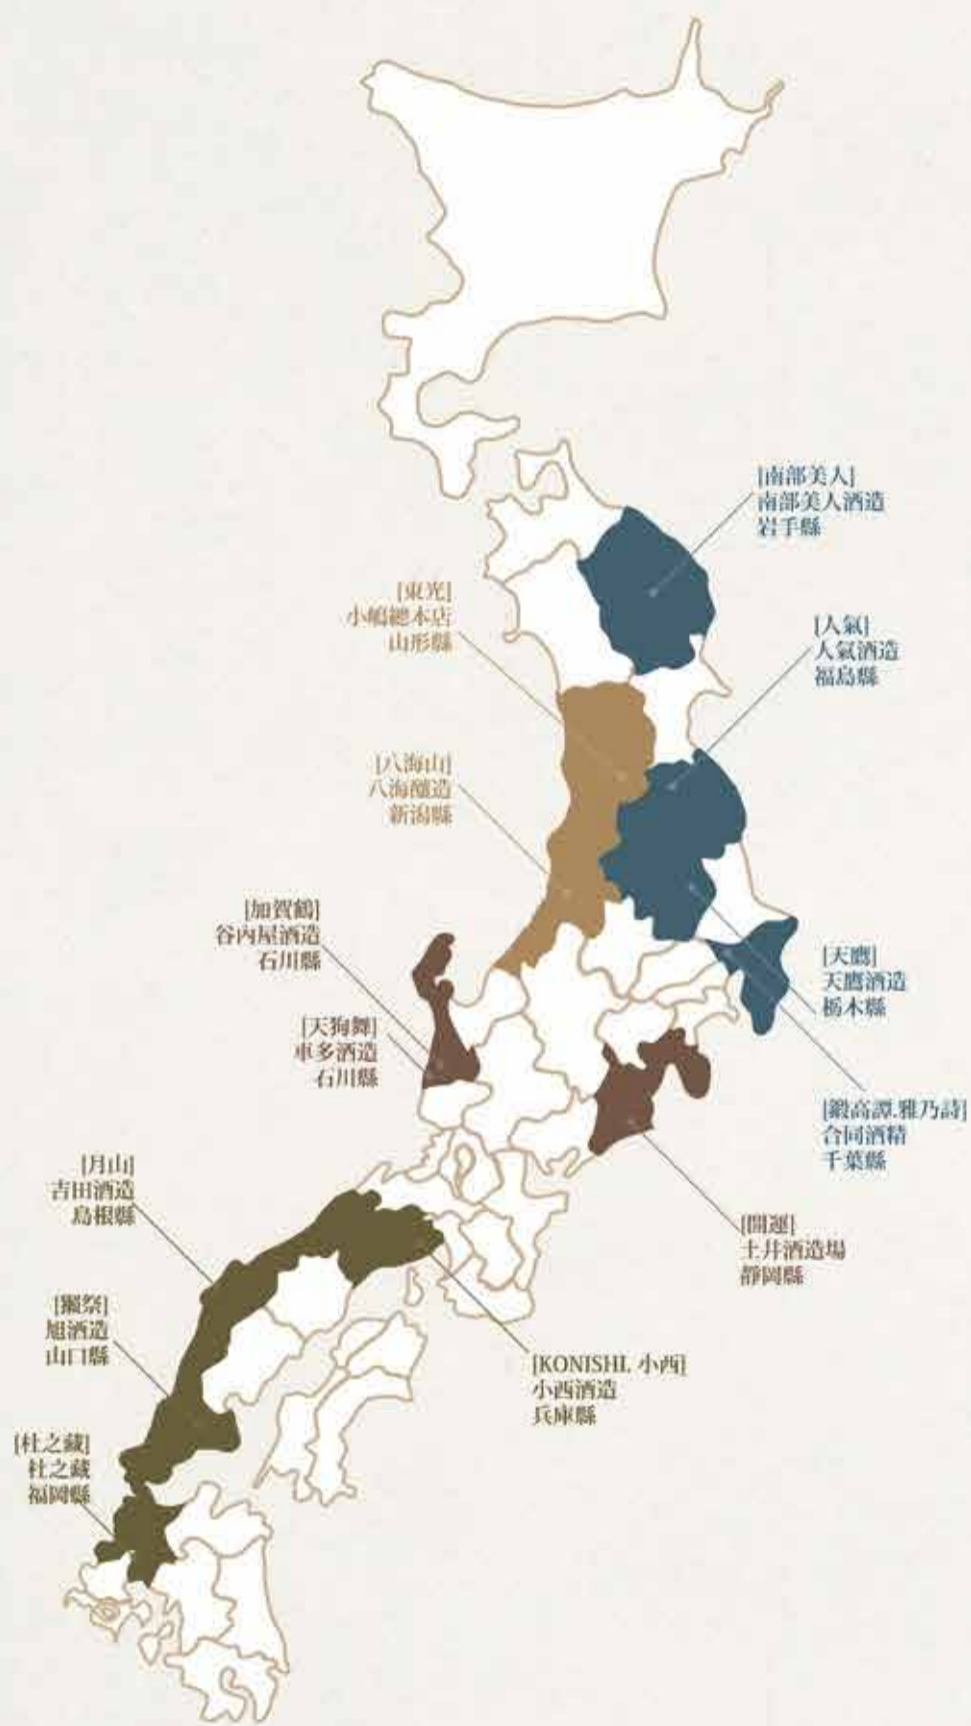 [南部美人]
南部美人酒造
岩手縣
[東光]
小嶋總本店
山形縣
[人氣]
人氣酒造
福島縣
[八海山]
八海釀造
新潟縣
[加賀鶴]
谷內屋酒造
石川縣
[天鷹]
天鷹酒造
栃木縣
[天狗舞]
車多酒造
石川縣
[鍛高譚.雅乃詩]
合同酒精
千葉縣
[月山]
吉田酒造
島根縣
[開運]
土井酒造場
靜岡縣
[獺祭]
旭酒造
山口縣
[KONISHI. 小西]
小西酒造
兵庫縣
[杜之藏]
杜之藏
福岡縣